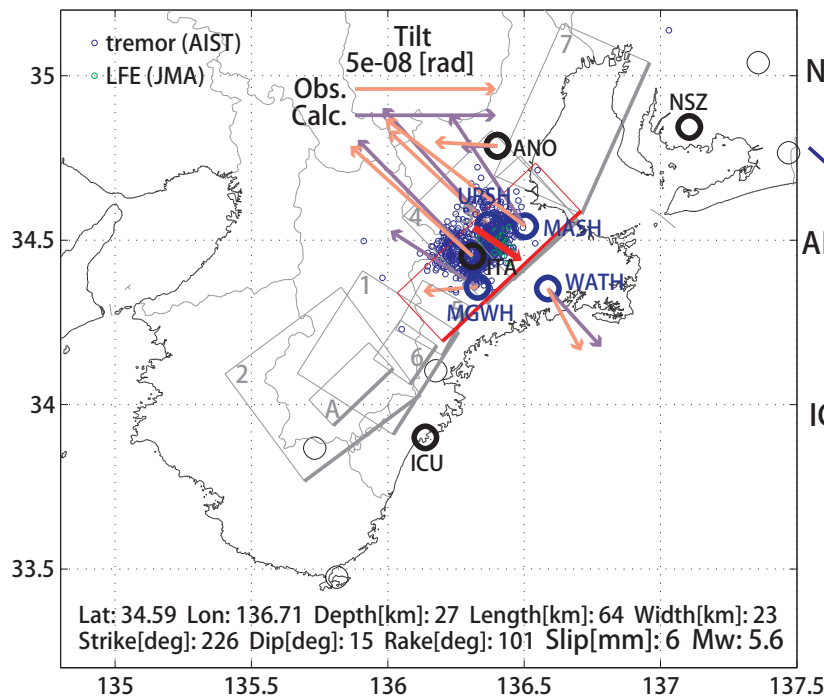 tremor (AIST)
LFE (JMA)
Tilt
5e-08 [rad]
Obs.
Calc.
7
N
NSZ
ANO
URSH
4
MASH
A
ITA
WATH
1
MGWH
5
6
2
A
IC
ICU
35
34.5
34
33.5
Lat: 34.59 Lon: 136.71 Depth[km]: 27 Length[km]: 64 Width[km]: 23
Strike[deg]: 226 Dip[deg]: 15 Rake[deg]: 101 Slip[mm]: 6 Mw: 5.6
135 135.5 136 136.5 137 137.5